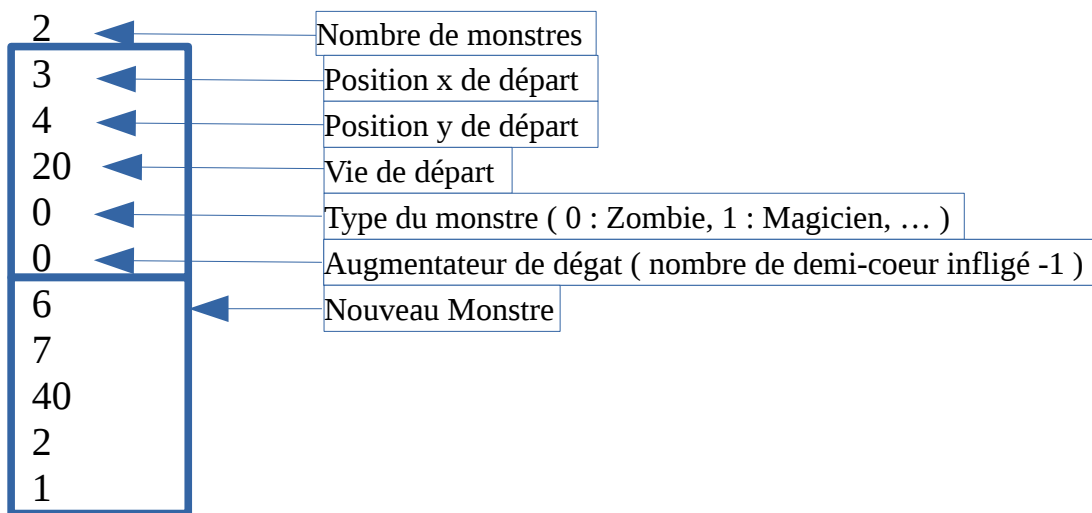 2
Nombre de monstres
3
Position x de départ
4
Position y de départ
20
Vie de départ
0
Type du monstre ( 0 : Zombie, 1 : Magicien, … )
0
Augmentateur de dégat ( nombre de demi-coeur infligé -1 )
6
Nouveau Monstre
7
40
2
1